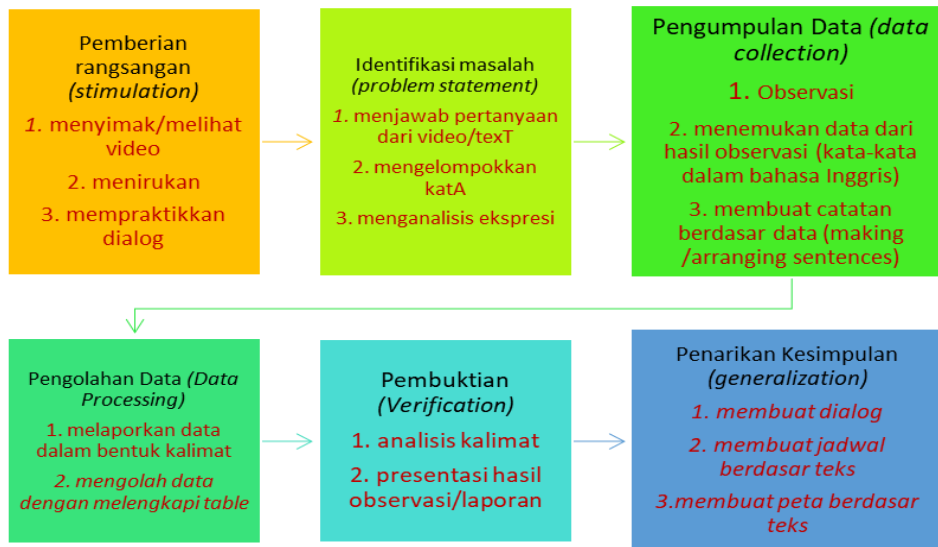 Pemberian
rangsangan
(stimulation)
1. menyimak/melihat
video
2. menirukan
3. mempraktikkan
dialog
Identifikasi masalah
(problem statement)
1. menjawab pertanyaan
dari video/texT
2. mengelompokkan
katA
3. menganalisis ekspresi
Pengumpulan Data (data
collection)
1. Observasi
2. menemukan data dari
hasil observasi (kata-kata
dalam bahasa Inggris)
3. membuat catatan
berdasar data (making
/arranging sentences)
Pengolahan Data (Data
Processing)
1. melaporkan data
dalam bentuk kalimat
2. mengolah data
dengan melengkapi table
Pembuktian
(Verification)
1. analisis kalimat
2. presentasi hasil
observasi/laporan
Penarikan Kesimpulan
(generalization)
1. membuat dialog
2. membuat jadwal
berdasar teks
3.membuat peta berdasar
teks